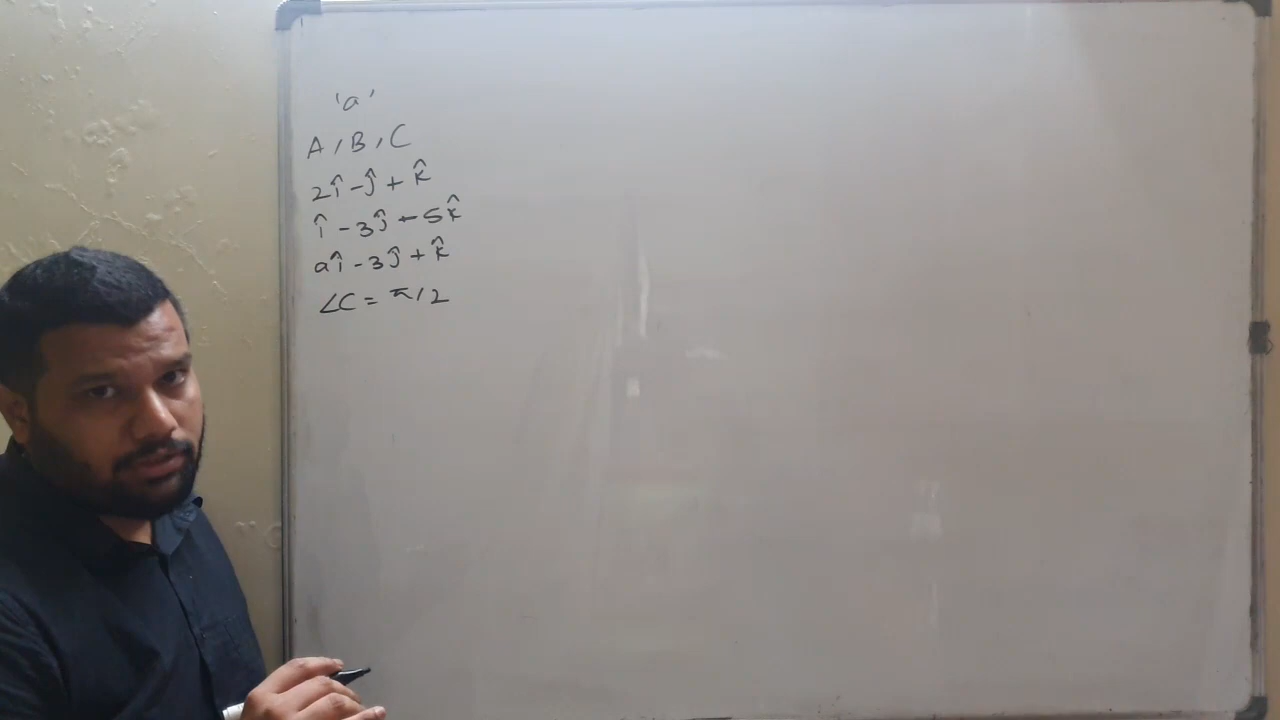 'a'
A, B, C
2î - ĵ + k̂
î - 3ĵ - 5k̂
aî - 3ĵ + k̂
∠C = π/2